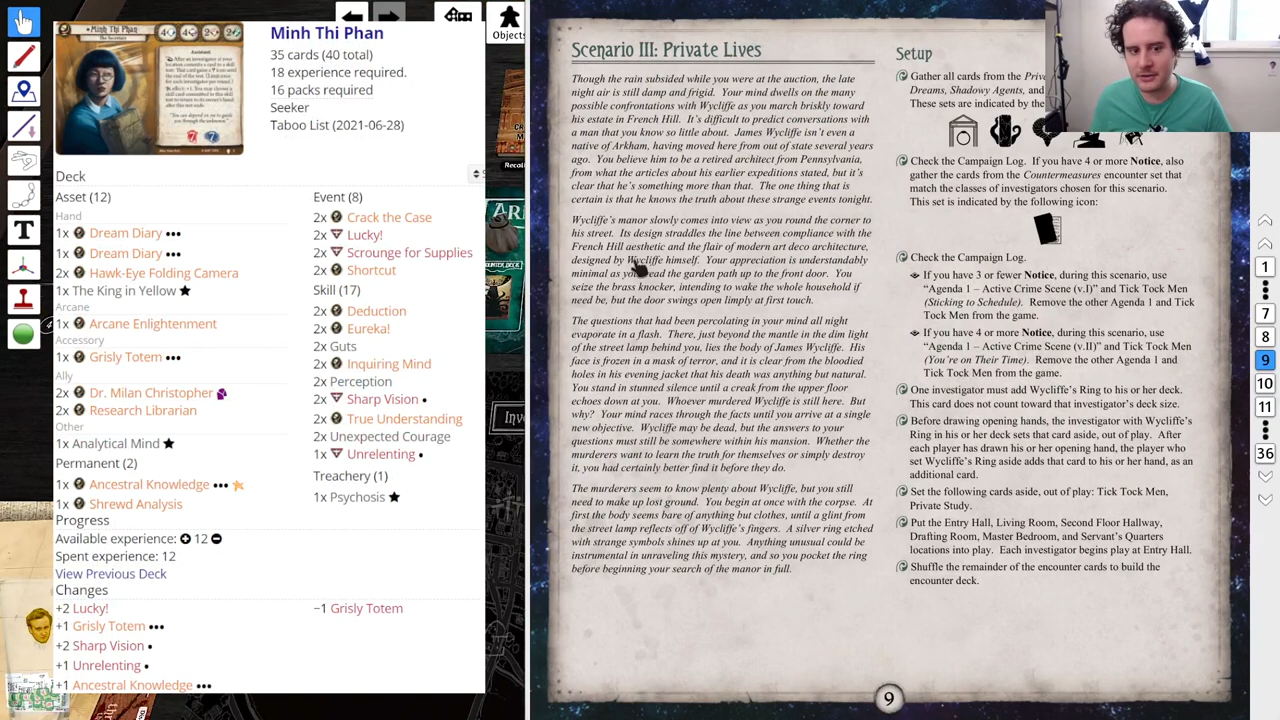 Minh Thi Phan
35 cards (40 total)
18 experience required.
16 packs required
Seeker
Taboo List (2021-06-28)
Minh Thi Phan
The Secretary
Deck
Asset (12)
Hand
1x Dream Diary •••
1x Dream Diary •••
2x Hawk-Eye Folding Camera
1x The King in Yellow ★
Arcane
1x Arcane Enlightenment
Accessory
1x Grisly Totem •••
Ally
2x Dr. Milan Christopher
2x Research Librarian
Other
1x Analytical Mind ★
Permanent (2)
1x Ancestral Knowledge •••
1x Shrewd Analysis
Progress
Available experience: 12
Spent experience: 12
View Previous Deck
Changes
+2 Lucky!
+1 Grisly Totem •••
+2 Sharp Vision •
+1 Unrelenting •
+1 Ancestral Knowledge •••
−1 Grisly Totem
Event (8)
2x Crack the Case
2x Lucky!
2x Scrounge for Supplies
2x Shortcut
Skill (17)
2x Deduction
2x Eureka!
2x Guts
2x Inquiring Mind
2x Perception
2x Sharp Vision •
2x True Understanding
2x Unexpected Courage
1x Unrelenting •
Treachery (1)
1x Psychosis ★
Objects
Scenario III: Private Lives
Though the rain subsided while you were at the auction, the late
night air is still damp and frigid. Your mind dwells on the many
possible confrontations with Wycliffe as you march briskly toward
his estate in French Hill. It's difficult to predict conversations with
a man that you know so little about. James Wycliffe isn't even a
native of Arkham, having moved here from out of state several years
ago. You believe him to be a retired architect from Pennsylvania,
based on what the articles and his earlier invitations stated, but it's
clear that he's something more than that. The one thing that is
certain is that he knows the truth about these strange events tonight.
Wycliffe's manor slowly comes into view as you round the corner to
his street. Its design straddles the line between compliance with the
French Hill aesthetic and the flair of modern art deco architecture,
designed by Wycliffe himself. Your apprehension is understandably
minimal as you tread the garden path to the front door. You
seize the brass knocker, intending to wake the whole household if
need be, but the door swings open limply at first touch.
The questions that had been percolating in your mind all night
evaporate in a flash. There, just beyond the mantle in the dim light
of the street lamp behind you, lies the body of James Wycliffe. His
face is frozen in a mask of terror, and it is clear from the bloodied
holes in his evening jacket that his death was anything but natural.
You stand in stunned silence until a creak from the upper floor
echoes down at you. Whoever murdered Wycliffe is still here. But
why? Your mind races through the facts until you arrive at a single
new objective. Wycliffe may be dead, but the answers to your
questions must still be somewhere within his mansion. Whether the
murderers want to learn the truth for themselves or simply destroy
it, you had certainly better find it before they do.
The murderers seem to know plenty about Wycliffe, but you still
need to make up lost ground. You begin at once with the corpse. At
first the body seems bare of anything but clothes, until a glint from
the street lamp reflects off of Wycliffe's fingers. A silver ring etched
with strange symbols shines up at you. Anything unusual could be
instrumental in unraveling this mystery, and so you pocket the ring
before beginning your search of the manor in full.
Setup
Gather all cards from the
Dreams, Shadowy Agents, and
These sets are indicated by the
Check the Campaign Log. If you have 4 or more Notice, also
gather the cards from the Countermeasures encounter set that
match the classes of investigators chosen for this scenario.
This set is indicated by the following icon:
Check the Campaign Log.
If you have 3 or fewer Notice, during this scenario, use
"Agenda 1 – Active Crime Scene (v.I)" and Tick Tock Men
(Sticking to Schedule). Remove the other Agenda 1 and Tick
Tock Men from the game.
If you have 4 or more Notice, during this scenario, use
"Agenda 1 – Active Crime Scene (v.II)" and Tick Tock Men
(You're on Their Time). Remove the other Agenda 1 and
Tick Tock Men from the game.
One investigator must add Wycliffe's Ring to his or her deck.
This card does not count toward that investigator's deck size.
Before drawing opening hands, the investigator with Wycliffe's
Ring in his or her deck sets that card aside, out of play. After
each player has drawn his or her opening hand, the player who
set Wycliffe's Ring aside adds that card to his or her hand, as an
additional card.
Set the following cards aside, out of play: Tick Tock Men,
Private Study.
Put the Entry Hall, Living Room, Second Floor Hallway,
Drafting Room, Master Bedroom, and Servant's Quarters
locations into play. Each investigator begins play at Entry Hall.
Shuffle the remainder of the encounter cards to build the
encounter deck.
9
1
7
8
9
10
11
36